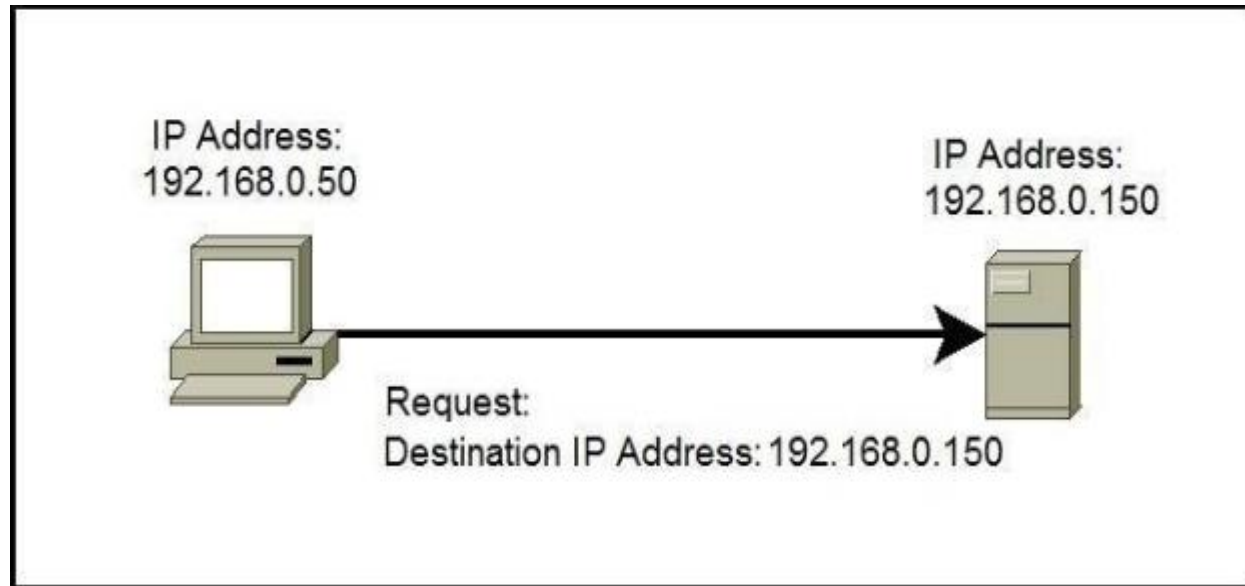 IP Address:
192.168.0.50
IP Address:
192.168.0.150
Request:
Destination IP Address: 192.168.0.150